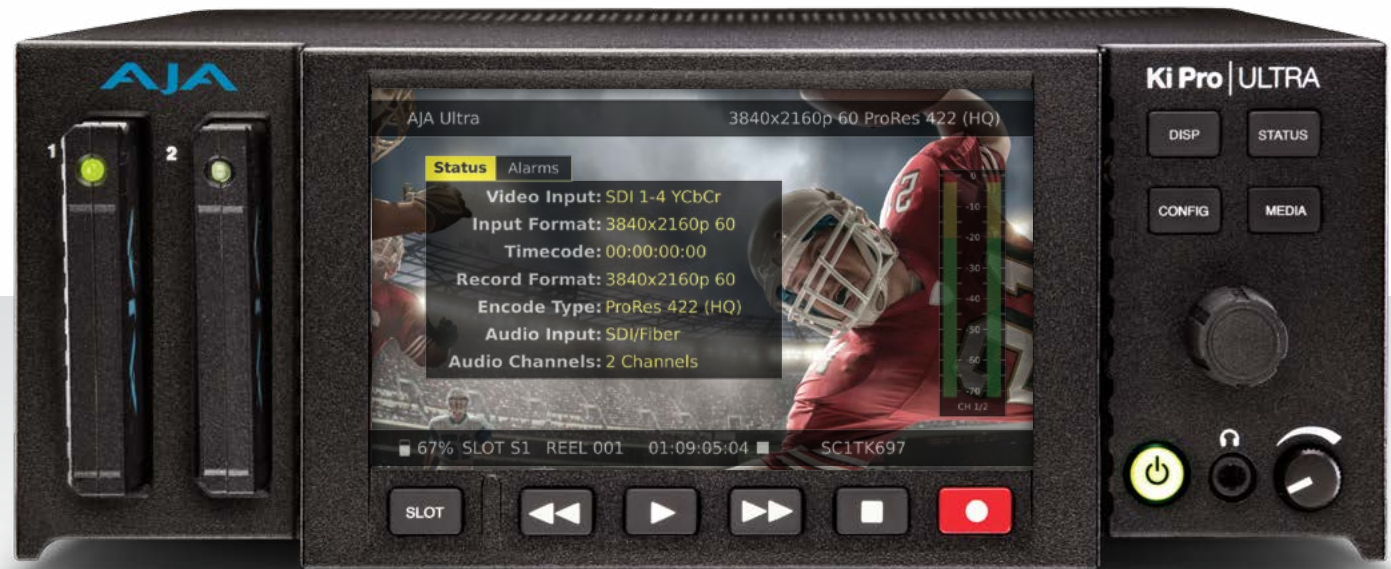 AJA
Ki Pro | ULTRA
1
2
DISP
STATUS
CONFIG
MEDIA
AJA Ultra
3840x2160p 60 ProRes 422 (HQ)
Status Alarms
Video Input: SDI 1-4 YCbCr
Input Format: 3840x2160p 60
Timecode: 00:00:00:00
Record Format: 3840x2160p 60
Encode Type: ProRes 422 (HQ)
Audio Input: SDI/Fiber
Audio Channels: 2 Channels
0
-10
-20
-30
-40
-50
-60
-70
CH 1/2
67% SLOT S1 REEL 001 01:09:05:04 SC1TK697
SLOT